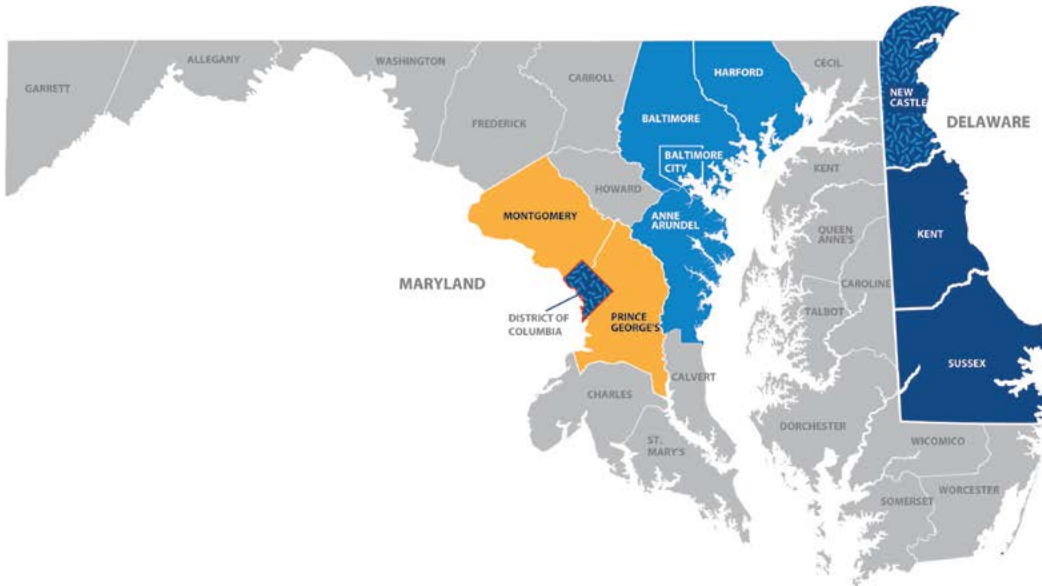 GARRETT
ALLEGANY
WASHINGTON
FREDERICK
CARROLL
BALTIMORE
HARFORD
CECIL
NEW
CASTLE
DELAWARE
BALTIMORE
CITY
HOWARD
KENT
MONTGOMERY
ANNE
ARUNDEL
QUEEN
ANNE'S
KENT
MARYLAND
CAROLINE
TALBOT
DISTRICT OF
COLUMBIA
PRINCE
GEORGE'S
SUSSEX
CALVERT
CHARLES
DORCHESTER
ST.
MARY'S
WICOMICO
SOMERSET
WORCESTER